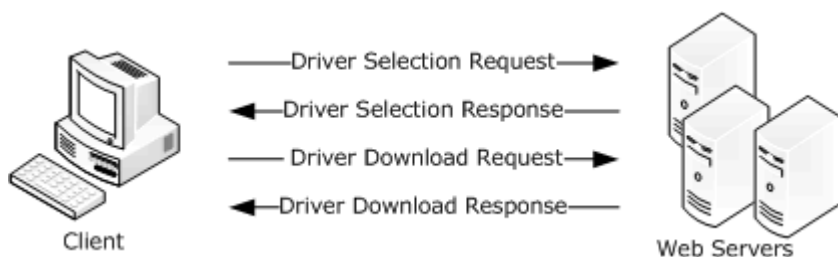 Driver Selection Request
Driver Selection Response
Driver Download Request
Driver Download Response
Client
Web Servers